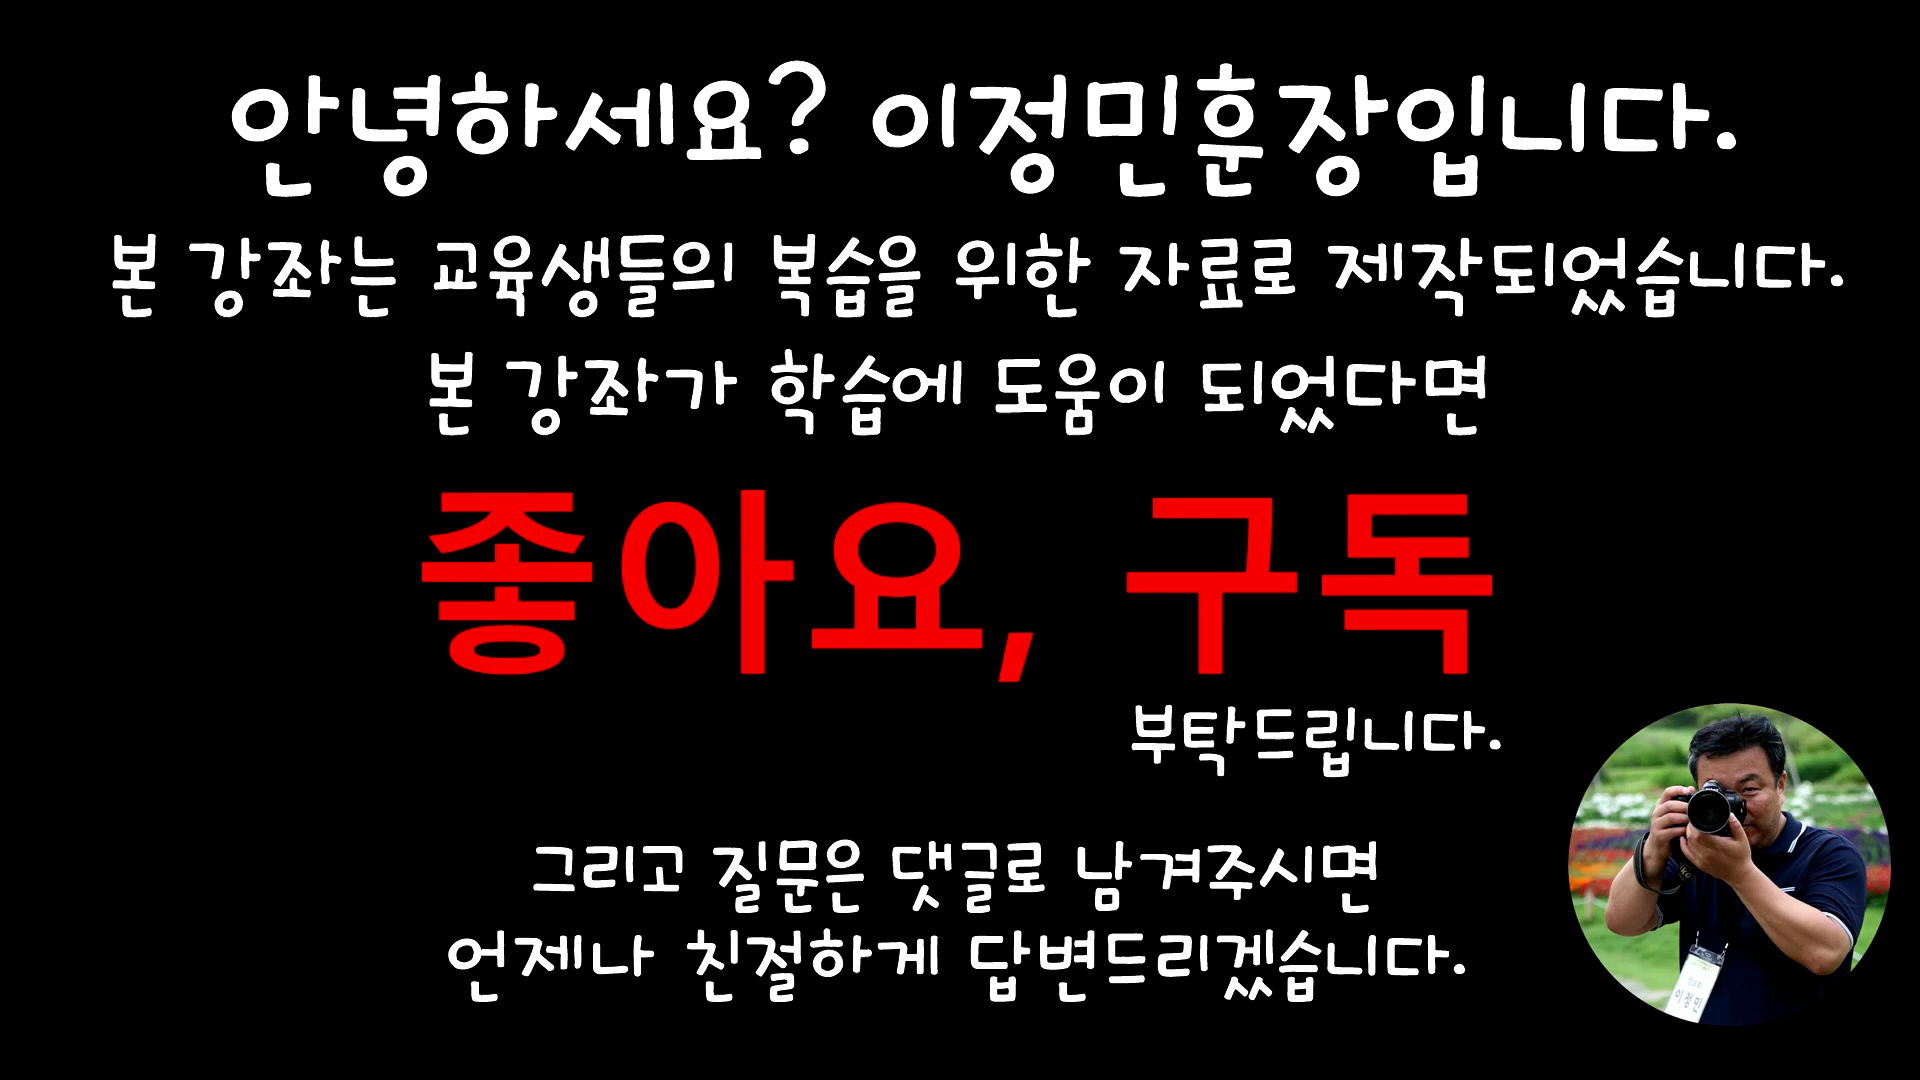 안녕하세요? 이정민훈장입니다.
본 강좌는 교육생들의 복습을 위한 자료로 제작되었습니다.
본 강좌가 학습에 도움이 되었다면
좋아요, 구독
부탁드립니다.
그리고 질문은 댓글로 남겨주시면
언제나 친절하게 답변드리겠습니다.
이정민